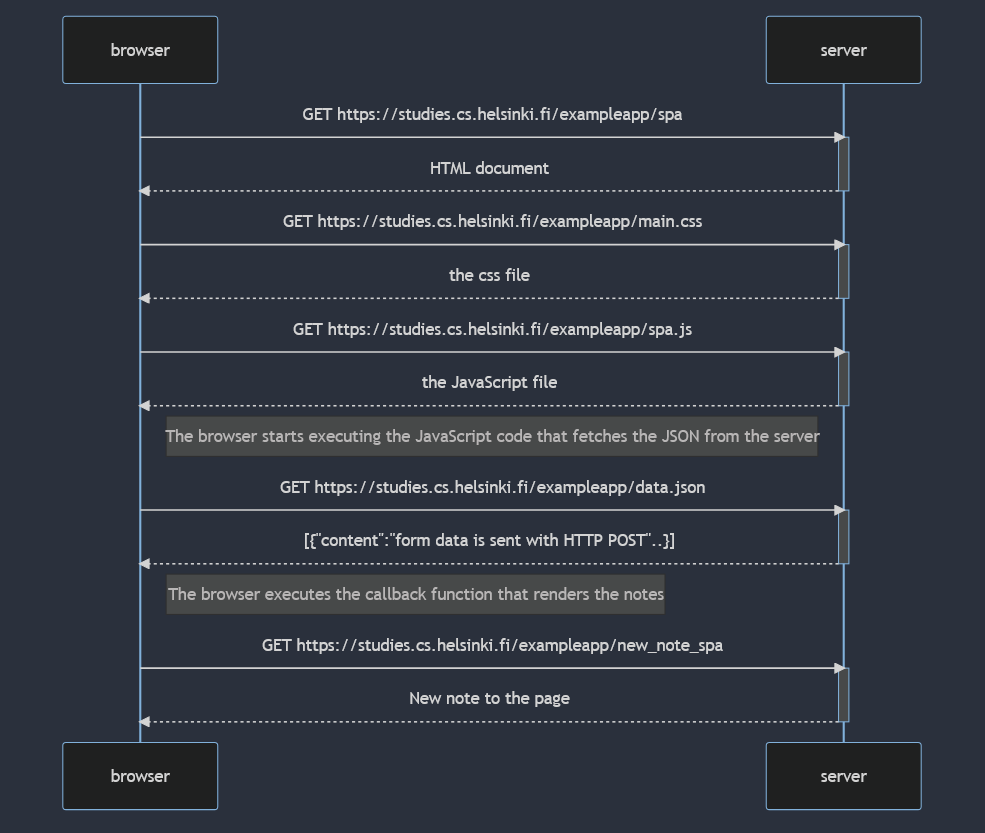 browser
server
GET https://studies.cs.helsinki.fi/exampleapp/spa
HTML document
GET https://studies.cs.helsinki.fi/exampleapp/main.css
the css file
GET https://studies.cs.helsinki.fi/exampleapp/spa.js
the JavaScript file
The browser starts executing the JavaScript code that fetches the JSON from the server
GET https://studies.cs.helsinki.fi/exampleapp/data.json
[{"content":"form data is sent with HTTP POST"..}]
The browser executes the callback function that renders the notes
GET https://studies.cs.helsinki.fi/exampleapp/new_note_spa
New note to the page
browser
server